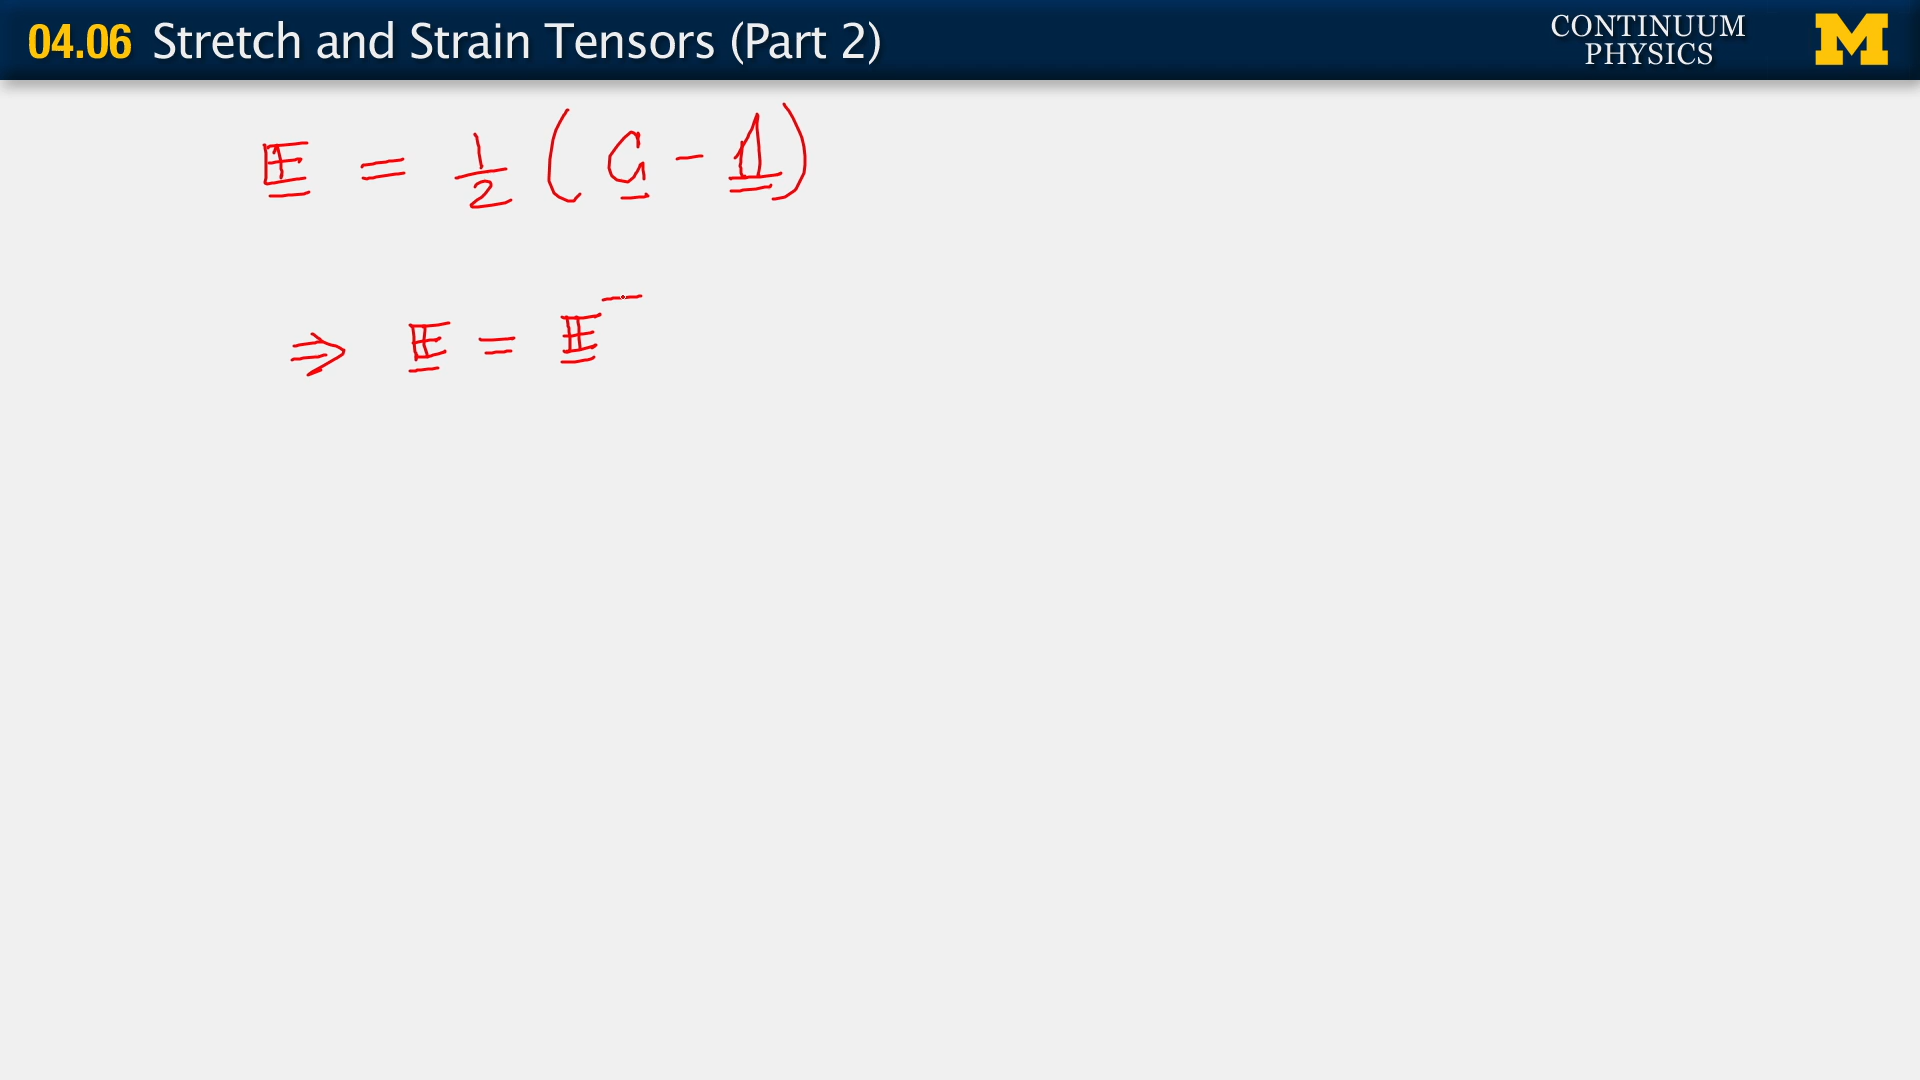 04.06 Stretch and Strain Tensors (Part 2)
CONTINUUM
PHYSICS
M
E = 1/2 ( C - 1 )
⇒ E = E‾